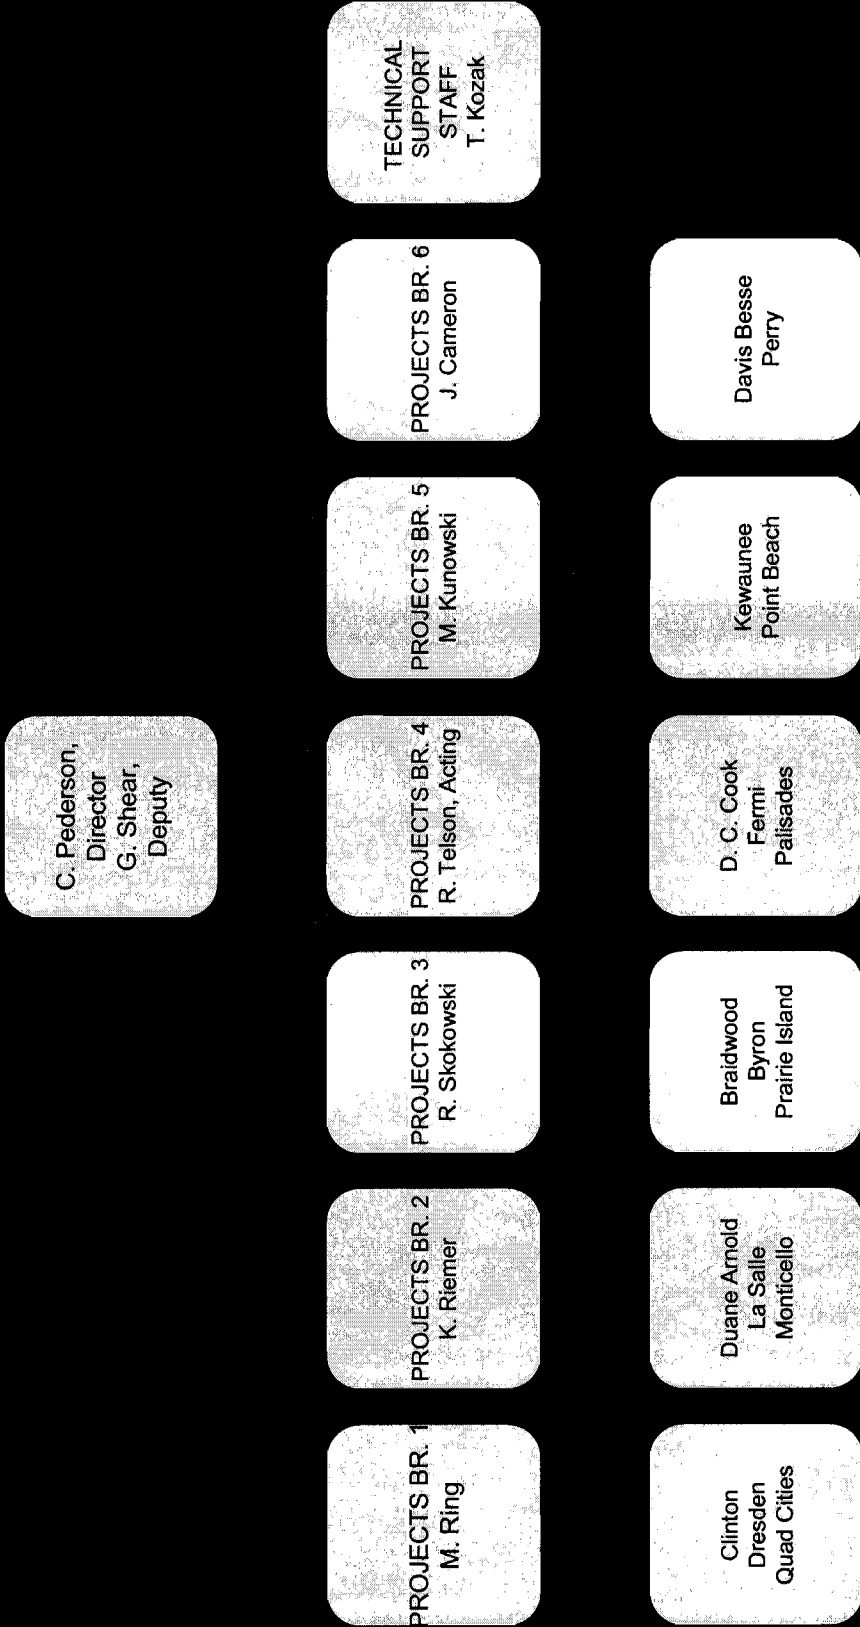 C. Pederson,
Director
G. Shear,
Deputy
PROJECTS BR. 1
M. Ring
PROJECTS BR. 2
K. Riemer
PROJECTS BR. 3
R. Skokowski
PROJECTS BR. 4
R. Telson, Acting
PROJECTS BR. 5
M. Kunowski
PROJECTS BR. 6
J. Cameron
TECHNICAL
SUPPORT
STAFF
T. Kozak
Clinton
Dresden
Quad Cities
Duane Arnold
La Salle
Monticello
Braidwood
Byron
Prairie Island
D. C. Cook
Fermi
Palisades
Kewaunee
Point Beach
Davis Besse
Perry